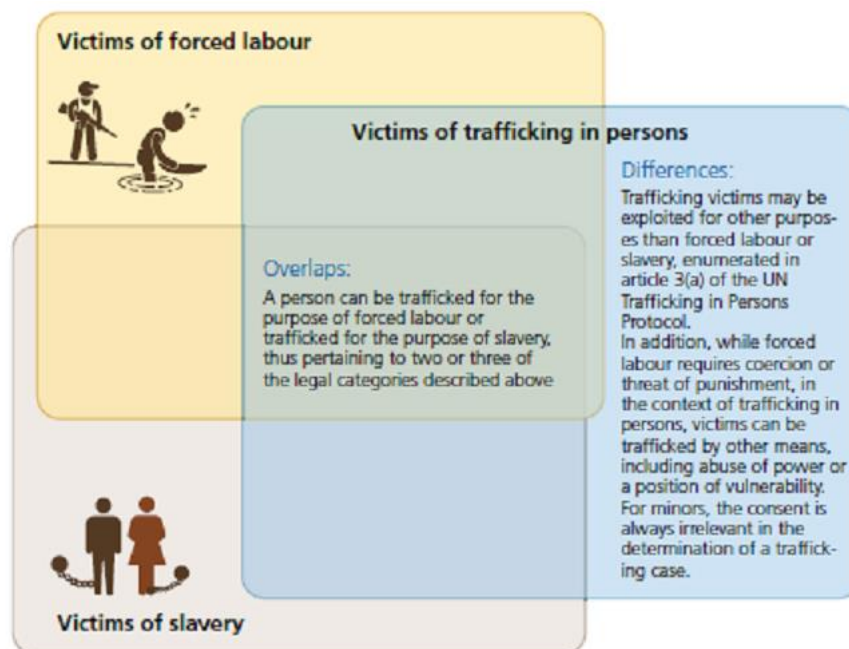 Victims of forced labour
Victims of trafficking in persons
Differences:
Trafficking victims may be
exploited for other purpos-
es than forced labour or
slavery, enumerated in
article 3(a) of the UN
Trafficking in Persons
Protocol.
In addition, while forced
labour requires coercion or
threat of punishment, in
the context of trafficking in
persons, victims can be
trafficked by other means,
including abuse of power or
a position of vulnerability.
For minors, the consent is
always irrelevant in the
determination of a traffick-
ing case.
Overlaps:
A person can be trafficked for the
purpose of forced labour or
trafficked for the purpose of slavery,
thus pertaining to two or three of
the legal categories described above
Victims of slavery